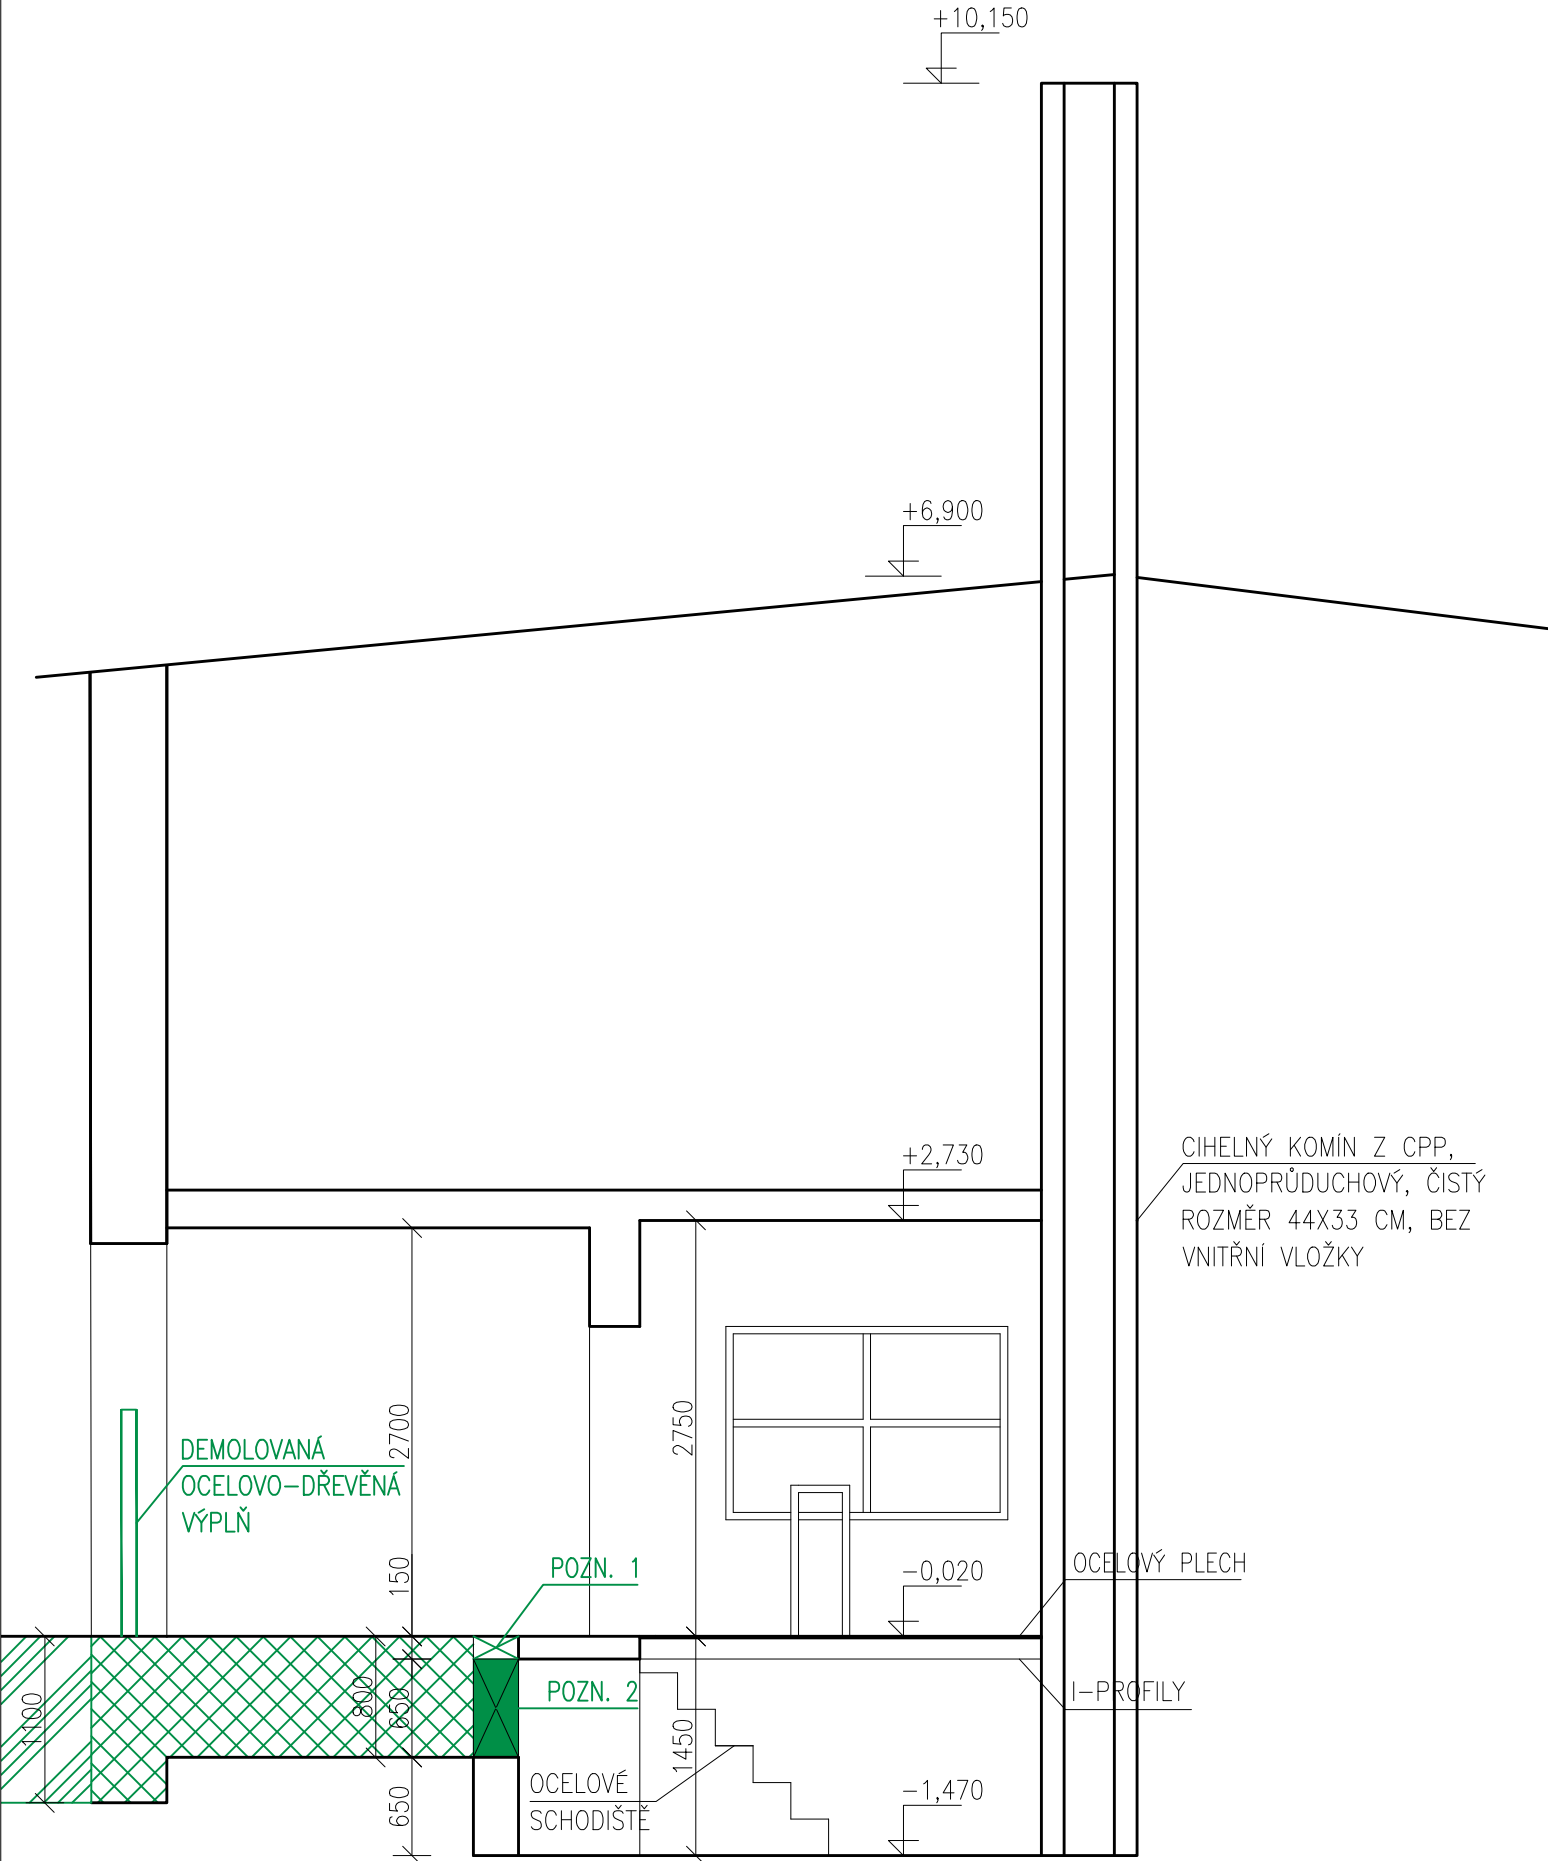 +10,150
+6,900
+2,730
CIHELNÝ KOMÍN Z CPP,
JEDNOPRŮDUCHOVÝ, ČISTÝ
ROZMĚR 44X33 CM, BEZ
VNITŘNÍ VLOŽKY
2700
2750
DEMOLOVANÁ
OCELOVO-DŘEVĚNÁ
VÝPLŇ
150
POZN. 1
-0,020
OCELOVÝ PLECH
1100
800
650
POZN. 2
I-PROFILY
1450
OCELOVÉ
SCHODIŠTĚ
-1,470
650